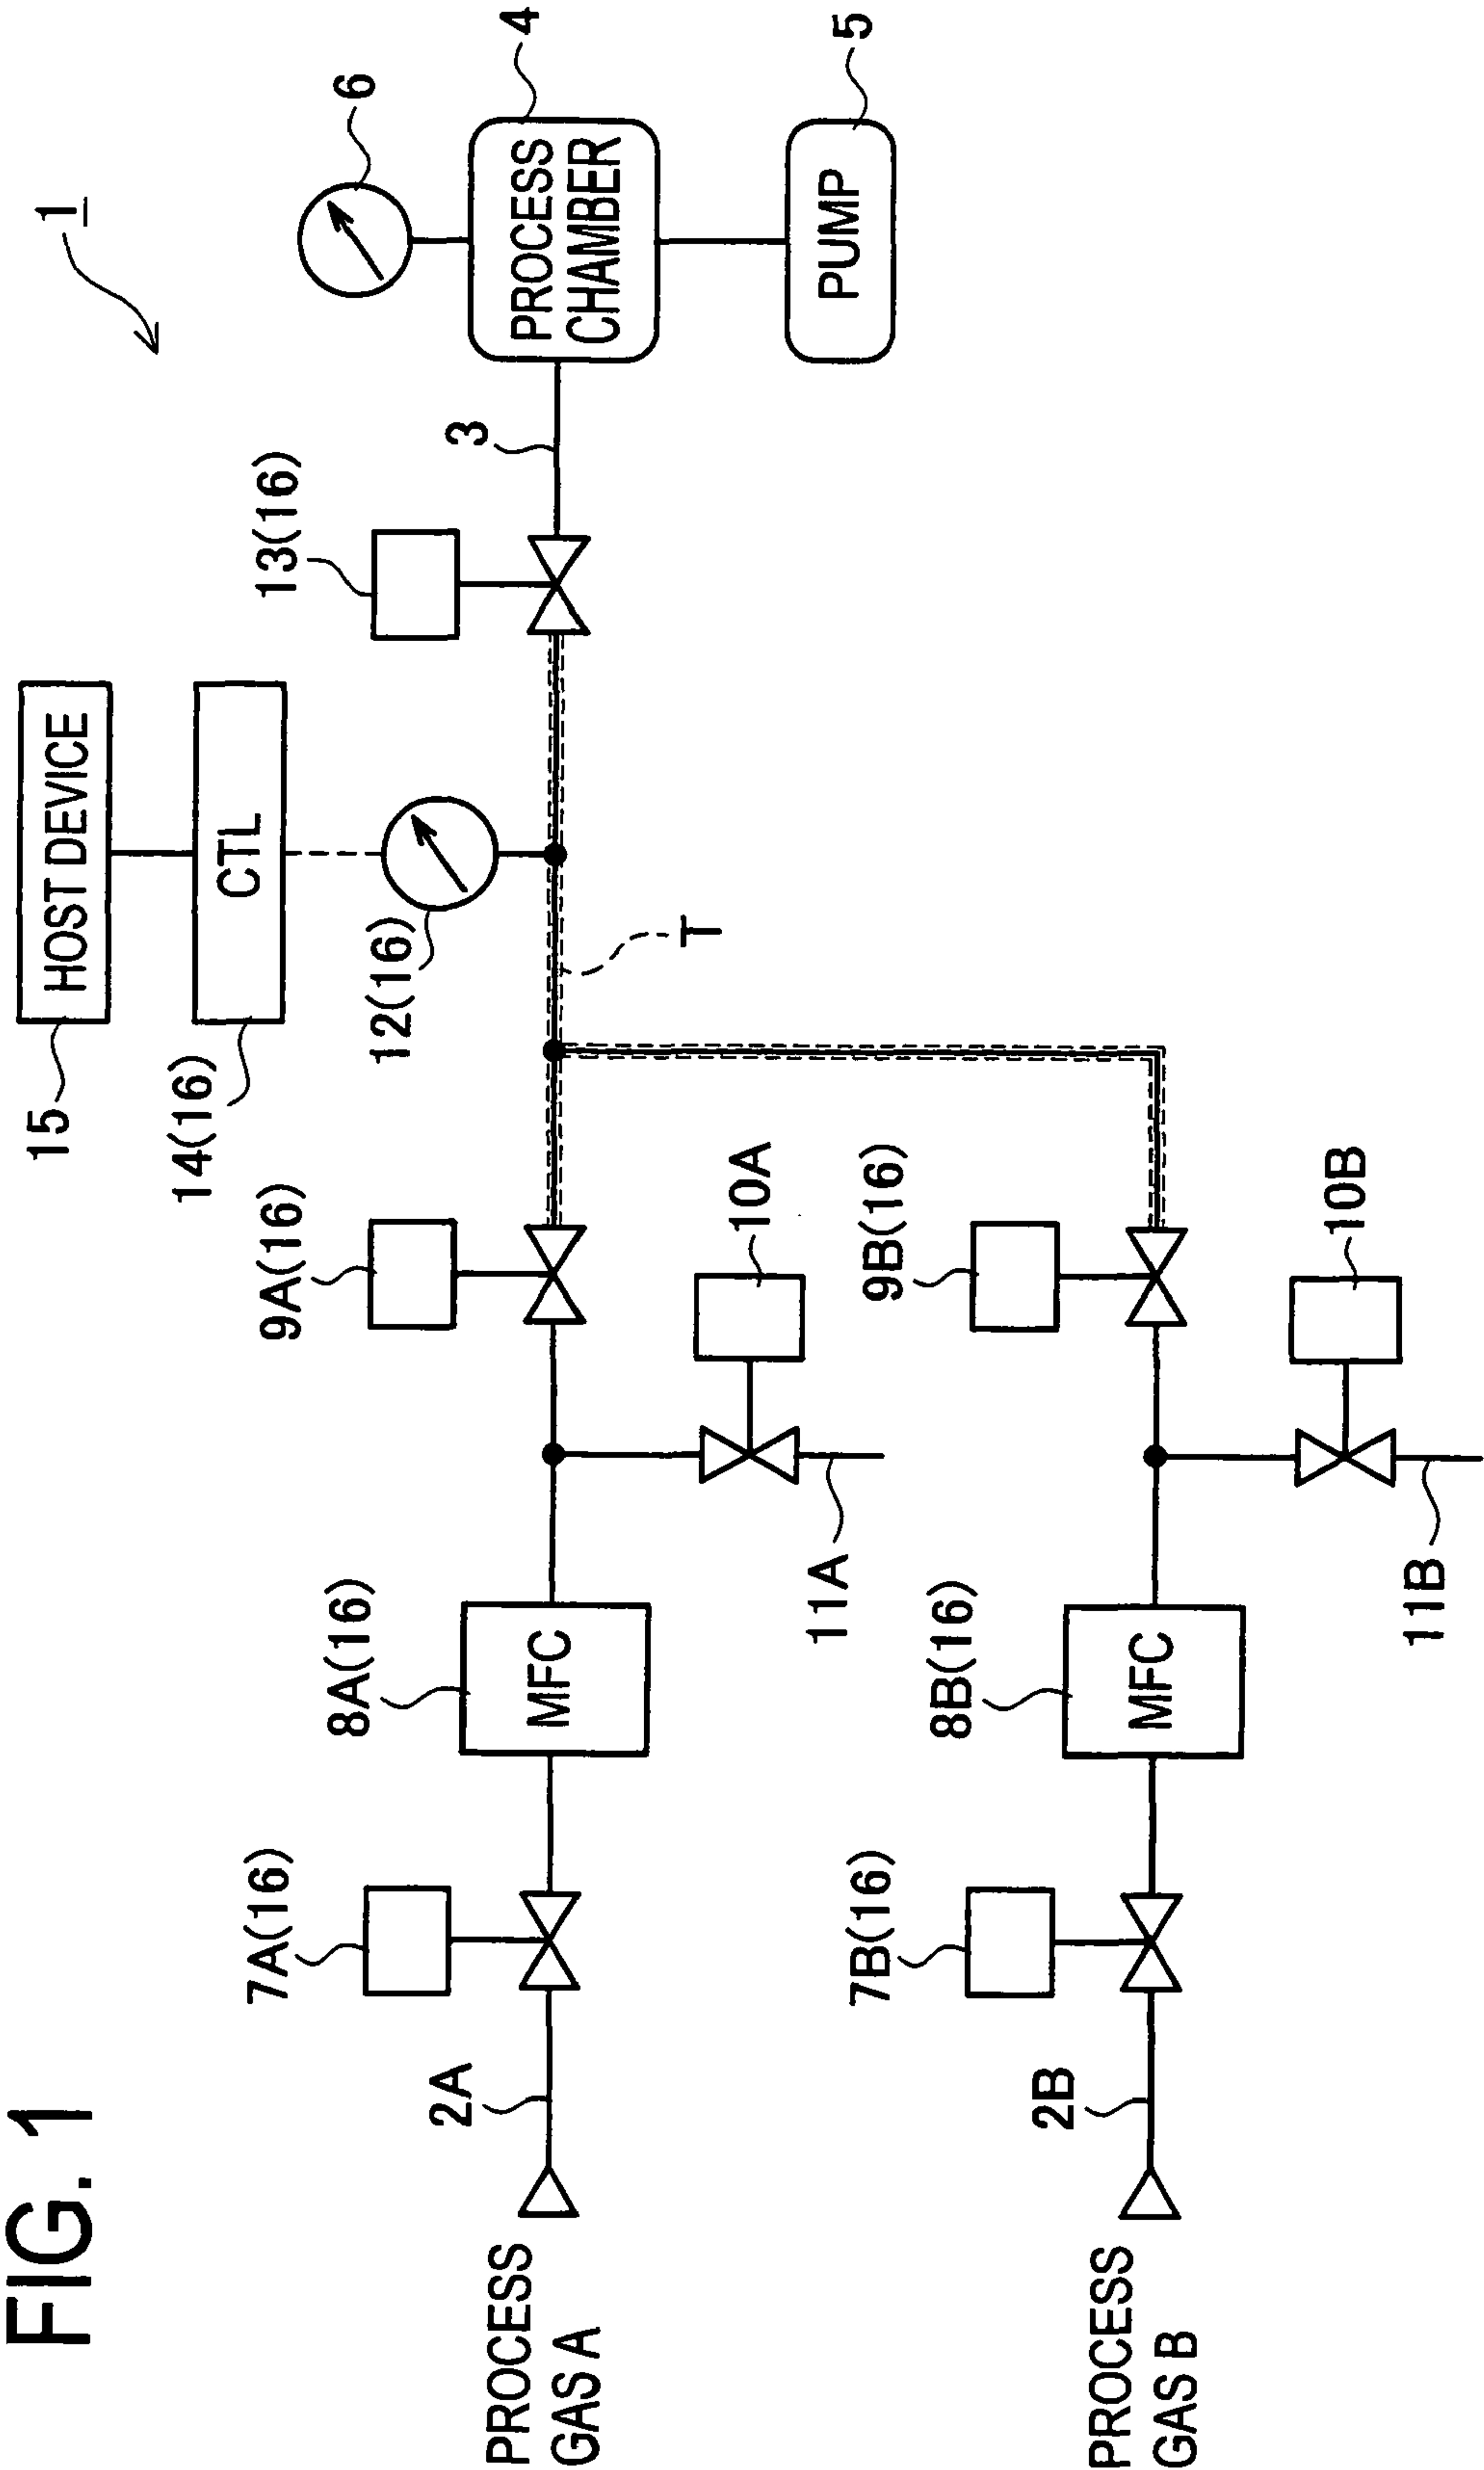 FIG. 1
1
15
HOST DEVICE
14(16)
CTL
6
4
PROCESS
CHAMBER
5
PUMP
3
13(16)
12(16)
T
9A(16)
10A
11A
8A(16)
MFC
7A(16)
2A
PROCESS
GAS A
9B(16)
10B
11B
8B(16)
MFC
7B(16)
2B
PROCESS
GAS B